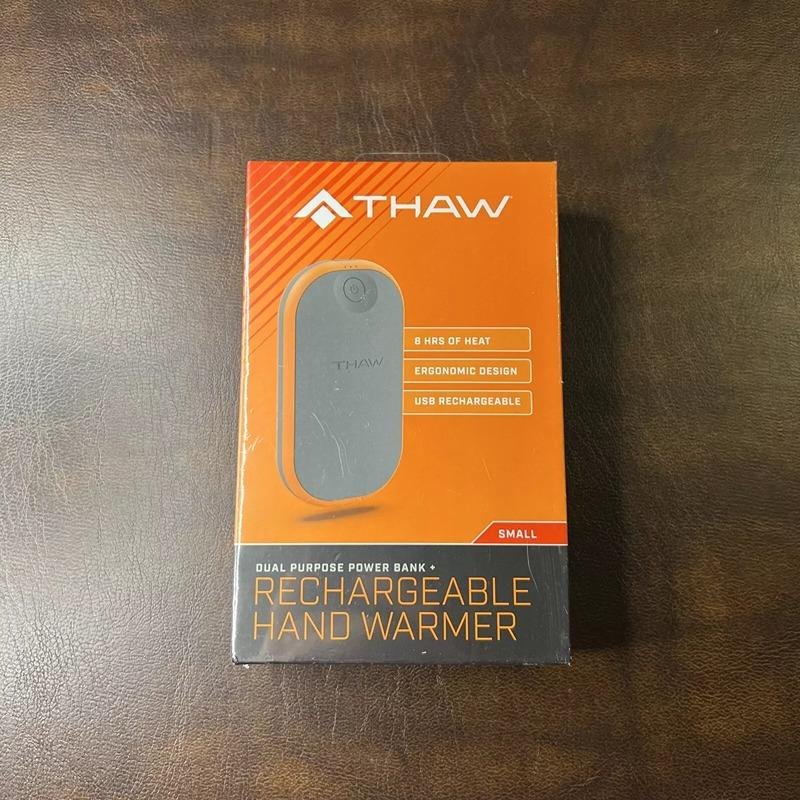 THAW
THAW
8 HRS OF HEAT
ERGONOMIC DESIGN
USB RECHARGEABLE
SMALL
DUAL PURPOSE POWER BANK +
RECHARGEABLE
HAND WARMER